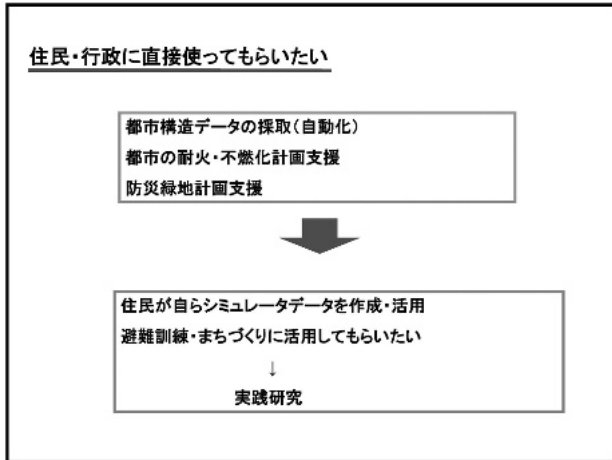 住民・行政に直接使ってもらいたい
都市構造データの採取（自動化）
都市の耐火・不燃化計画支援
防災緑地計画支援
住民が自らシミュレータデータを作成・活用
避難訓練・まちづくりに活用してもらいたい
↓
実践研究